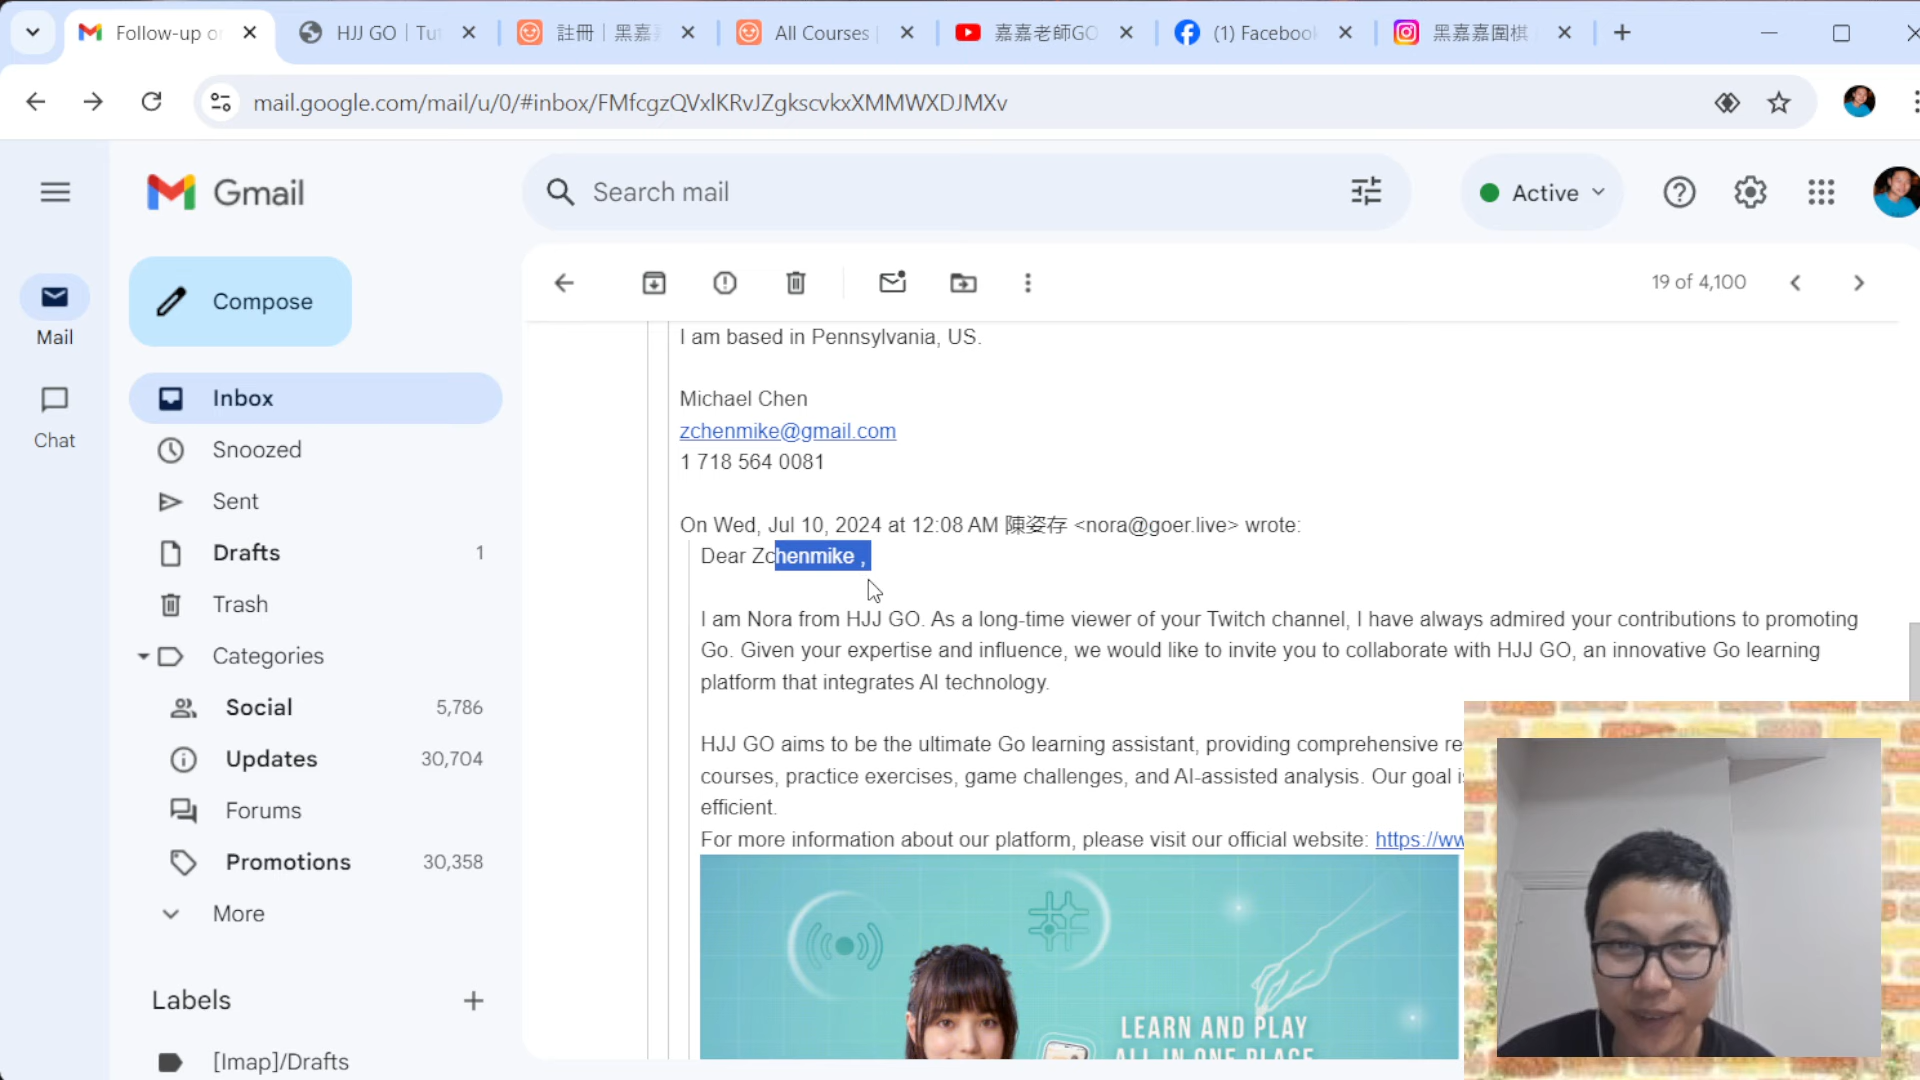 Follow-up o
HJJ GO | Tu
註冊 | 黑嘉
All Courses |
嘉嘉老師GO
(1) Facebook
黑嘉嘉圍棋
mail.google.com/mail/u/0/#inbox/FMfcgzQVxlKRvJZgkscvkxXMMWXDJMXv
Gmail
Search mail
Active
Compose
Mail
Chat
Inbox
Snoozed
Sent
Drafts 1
Trash
Categories
Social 5,786
Updates 30,704
Forums
Promotions 30,358
More
Labels
[Imap]/Drafts
19 of 4,100
I am based in Pennsylvania, US.
Michael Chen
zchenmike@gmail.com
1 718 564 0081
On Wed, Jul 10, 2024 at 12:08 AM 陳姿存 <nora@goer.live> wrote:
Dear Zchenmike ,
I am Nora from HJJ GO. As a long-time viewer of your Twitch channel, I have always admired your contributions to promoting
Go. Given your expertise and influence, we would like to invite you to collaborate with HJJ GO, an innovative Go learning
platform that integrates AI technology.
HJJ GO aims to be the ultimate Go learning assistant, providing comprehensive re
courses, practice exercises, game challenges, and AI-assisted analysis. Our goal is
efficient.
For more information about our platform, please visit our official website: https://ww
LEARN AND PLAY
ALL IN ONE PLACE